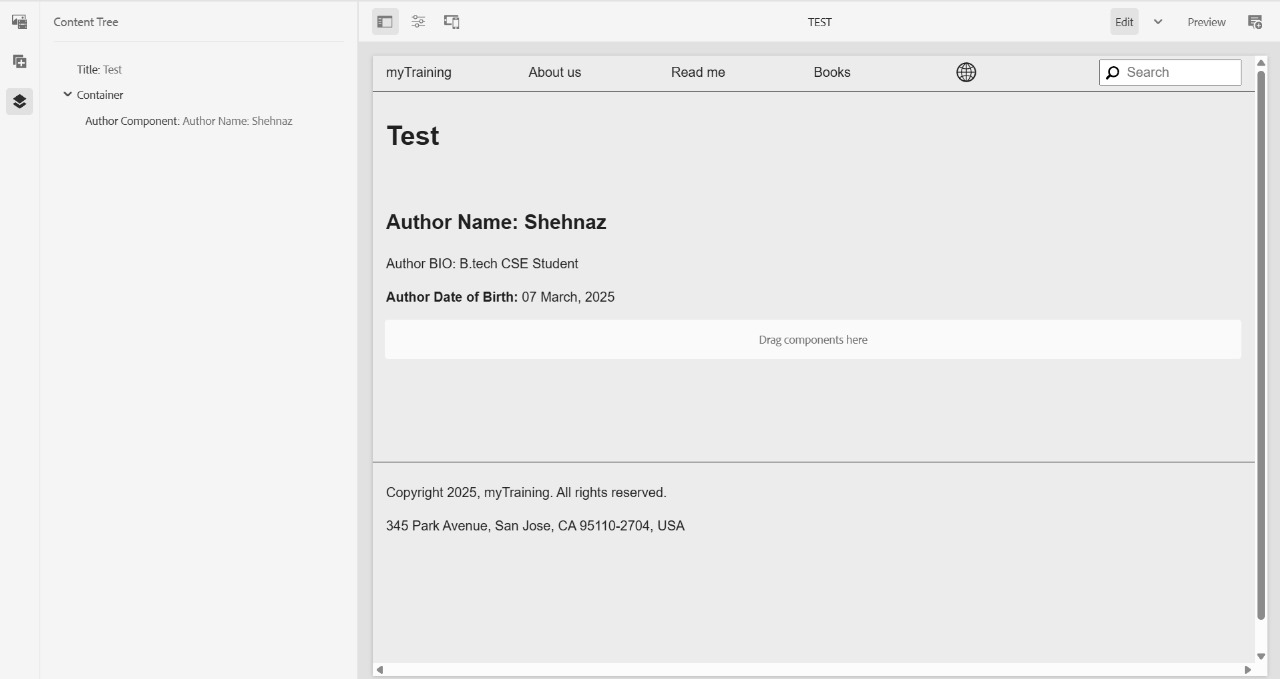 Content Tree
TEST
Edit
Preview
Title: Test
Container
Author Component: Author Name: Shehnaz
myTraining
About us
Read me
Books
Search
Test
Author Name: Shehnaz
Author BIO: B.tech CSE Student
Author Date of Birth: 07 March, 2025
Drag components here
Copyright 2025, myTraining. All rights reserved.
345 Park Avenue, San Jose, CA 95110-2704, USA